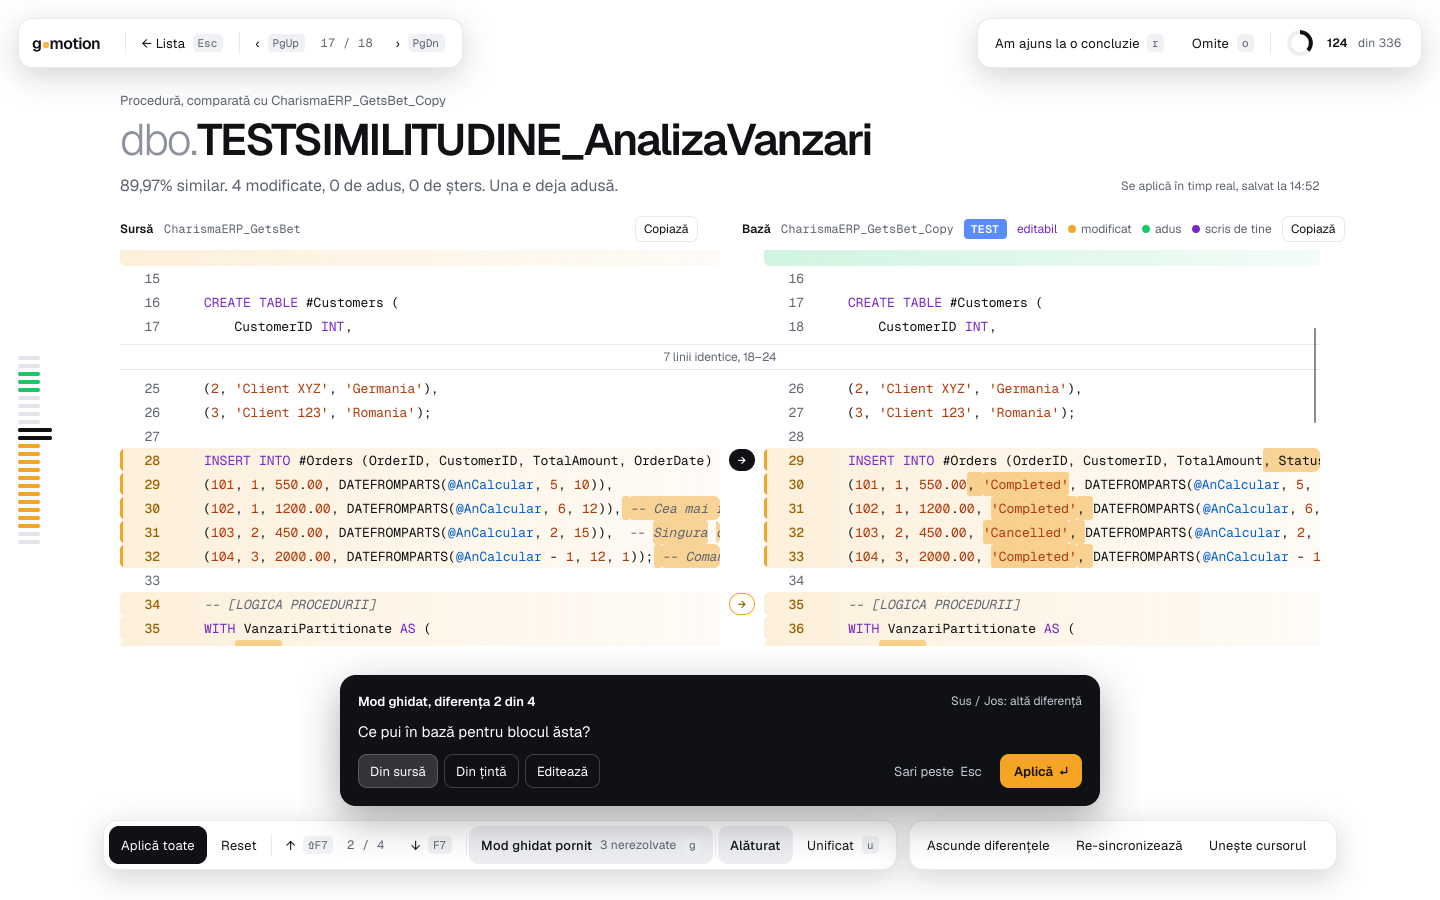 g●motion
← Lista Esc
‹ PgUp 17 / 18 › PgDn
Am ajuns la o concluzie r
Omite o
124 din 336
Procedură, comparată cu CharismaERP_GetsBet_Copy
dbo.TESTSIMILITUDINE_AnalizaVanzari
89,97% similar. 4 modificate, 0 de adus, 0 de șters. Una e deja adusă.
Se aplică în timp real, salvat la 14:52
Sursă CharismaERP_GetsBet Copiază
Bază CharismaERP_GetsBet_Copy TEST editabil modificat adus scris de tine Copiază
15
16 CREATE TABLE #Customers (
17 CustomerID INT,
16
17 CREATE TABLE #Customers (
18 CustomerID INT,
7 linii identice, 18–24
25 (2, 'Client XYZ', 'Germania'),
26 (3, 'Client 123', 'Romania');
27
28 INSERT INTO #Orders (OrderID, CustomerID, TotalAmount, OrderDate)
29 (101, 1, 550.00, DATEFROMPARTS(@AnCalcular, 5, 10)),
30 (102, 1, 1200.00, DATEFROMPARTS(@AnCalcular, 6, 12)), -- Cea mai
31 (103, 2, 450.00, DATEFROMPARTS(@AnCalcular, 2, 15)), -- Singura
32 (104, 3, 2000.00, DATEFROMPARTS(@AnCalcular - 1, 12, 1)); --
33
34 -- [LOGICA PROCEDURII]
35 WITH VanzariPartitionate AS (
→
→
26 (2, 'Client XYZ', 'Germania'),
27 (3, 'Client 123', 'Romania');
28
29 INSERT INTO #Orders (OrderID, CustomerID, TotalAmount, Status
30 (101, 1, 550.00, 'Completed', DATEFROMPARTS(@AnCalcular, 5,
31 (102, 1, 1200.00, 'Completed', DATEFROMPARTS(@AnCalcular, 6,
32 (103, 2, 450.00, 'Cancelled', DATEFROMPARTS(@AnCalcular, 2,
33 (104, 3, 2000.00, 'Completed', DATEFROMPARTS(@AnCalcular - 1
34
35 -- [LOGICA PROCEDURII]
36 WITH VanzariPartitionate AS (
Mod ghidat, diferența 2 din 4
Sus / Jos: altă diferență
Ce pui în bază pentru blocul ăsta?
Din sursă Din țintă Editează
Sari peste Esc Aplică ↵
Aplică toate Reset ↑ ⇧F7 2 / 4 ↓ F7 Mod ghidat pornit 3 nerezolvate g Alăturat Unificat u
Ascunde diferențele Re-sincronizează Unește cursorul